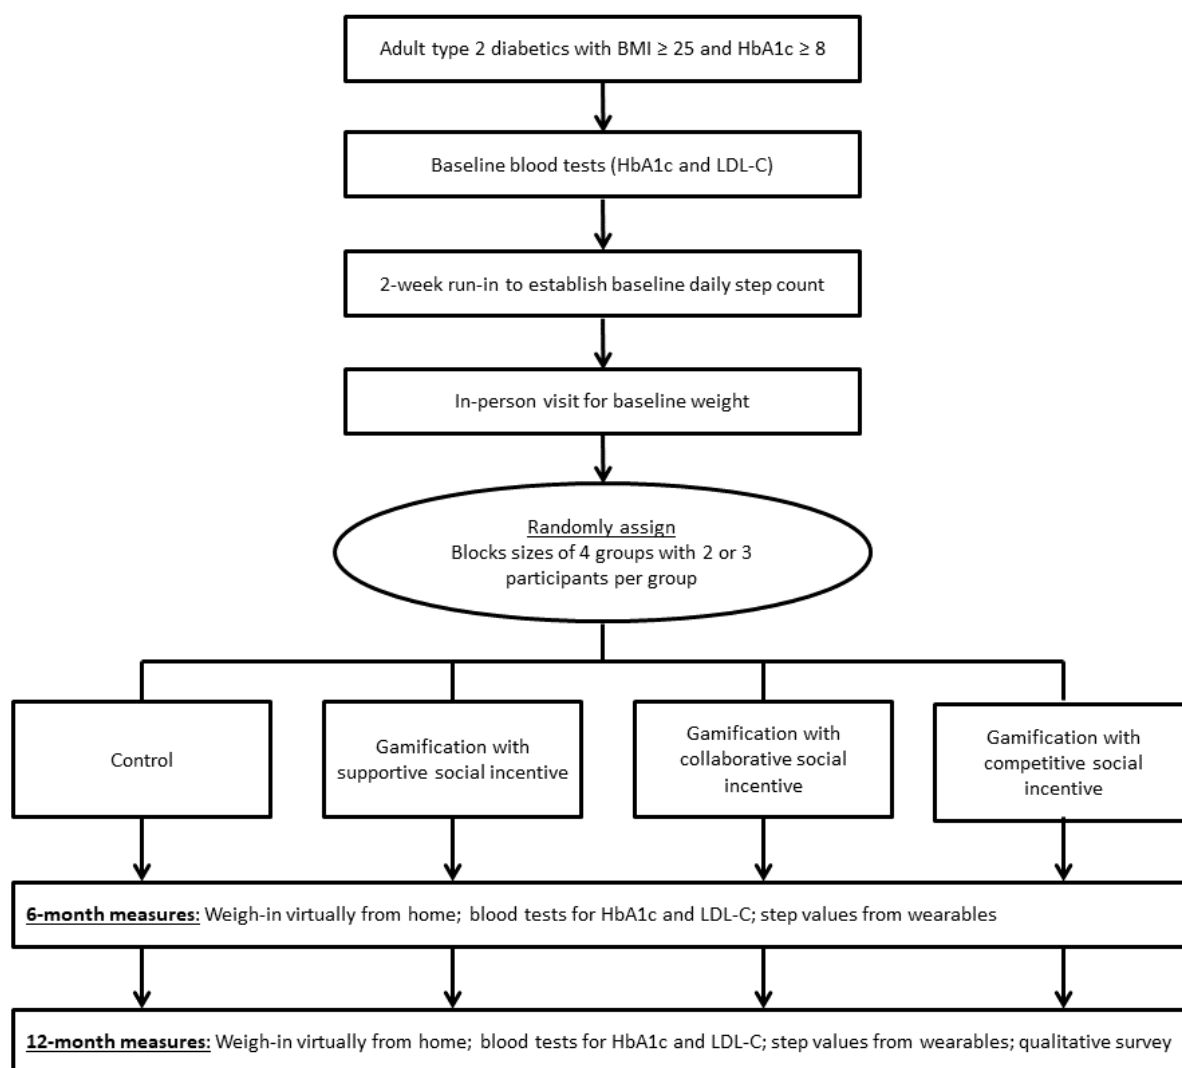 Adult type 2 diabetics with BMI ≥ 25 and HbA1c ≥ 8
Baseline blood tests (HbA1c and LDL-C)
2-week run-in to establish baseline daily step count
In-person visit for baseline weight
Randomly assign
Blocks sizes of 4 groups with 2 or 3
participants per group
Control
Gamification with
supportive social incentive
Gamification with
collaborative social
incentive
Gamification with
competitive social
incentive
6-month measures: Weigh-in virtually from home; blood tests for HbA1c and LDL-C; step values from wearables
12-month measures: Weigh-in virtually from home; blood tests for HbA1c and LDL-C; step values from wearables; qualitative survey